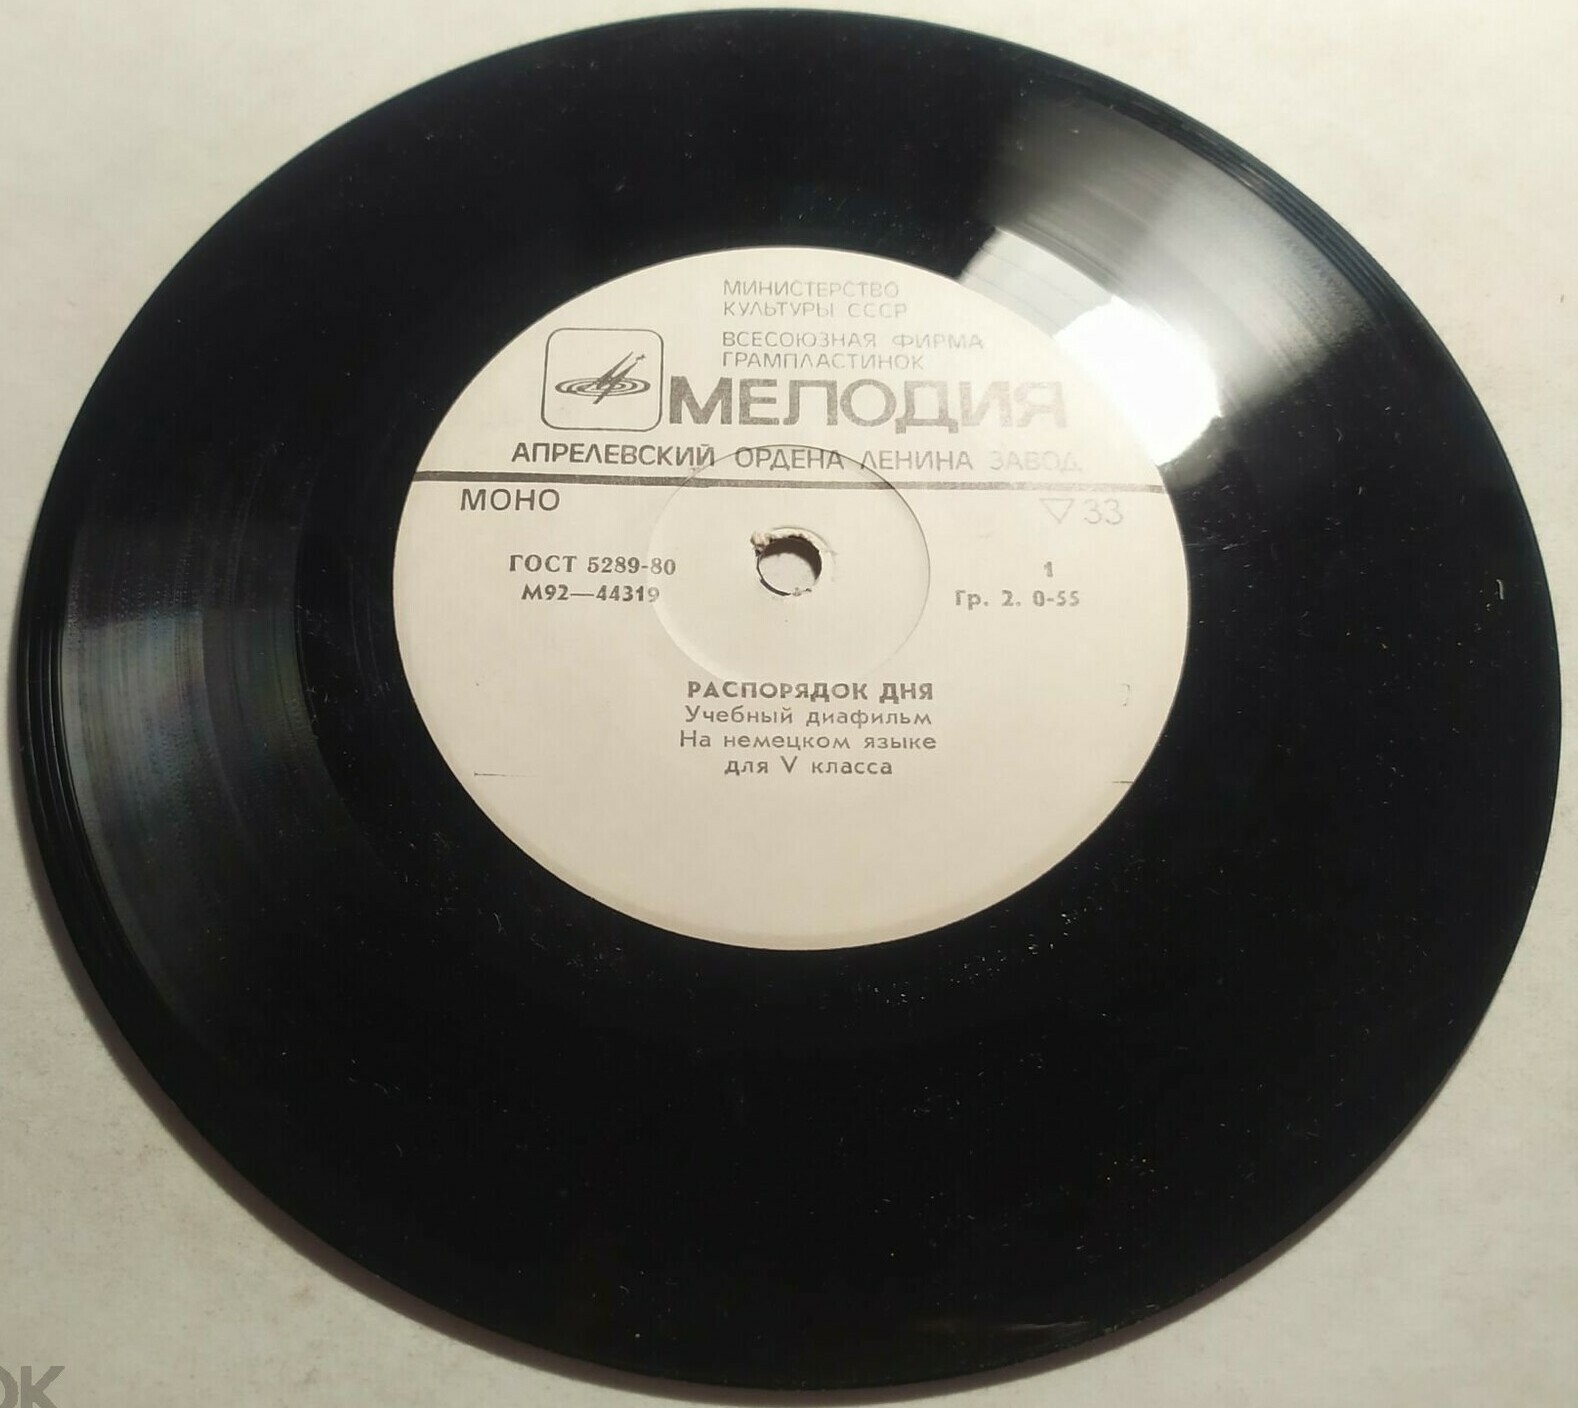 МИНИСТЕРСТВО
КУЛЬТУРЫ СССР
ВСЕСОЮЗНАЯ ФИРМА
ГРАМПЛАСТИНОК
МЕЛОДИЯ
АПРЕЛЕВСКИЙ ОРДЕНА ЛЕНИНА ЗАВОД
МОНО
▽33
ГОСТ 5289-80
М92—44319
1
Гр. 2. 0-55
РАСПОРЯДОК ДНЯ
Учебный диафильм
На немецком языке
для V класса
ОК